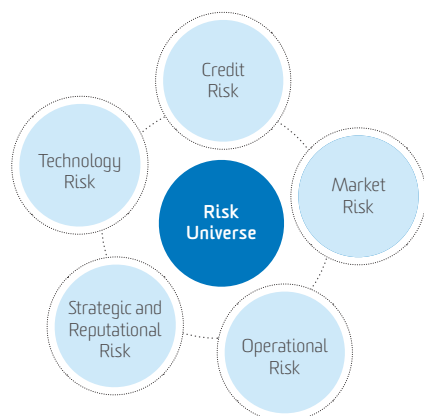 Credit
Risk
Technology
Risk
Market
Risk
Risk
Universe
Strategic and
Reputational
Risk
Operational
Risk